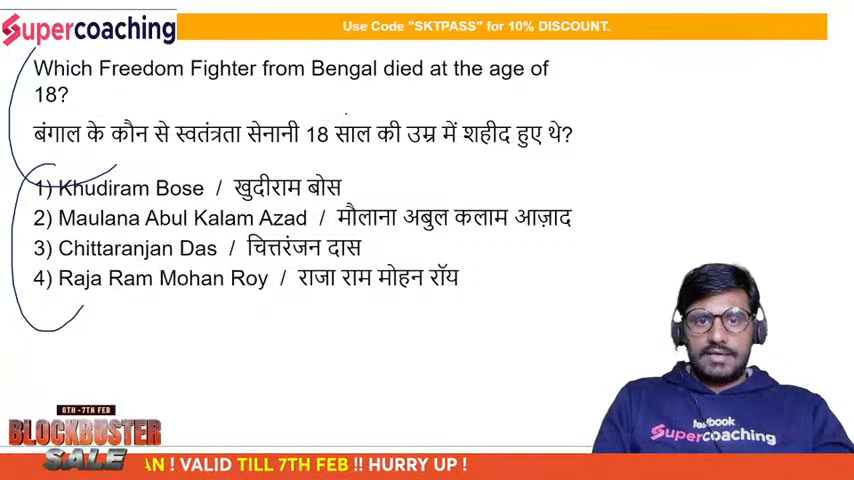 Supercoaching
Use Code "SKTPASS" for 10% DISCOUNT.
Which Freedom Fighter from Bengal died at the age of
18?
बंगाल के कौन से स्वतंत्रता सेनानी 18 साल की उम्र में शहीद हुए थे?
1) Khudiram Bose / खुदीराम बोस
2) Maulana Abul Kalam Azad / मौलाना अबुल कलाम आज़ाद
3) Chittaranjan Das / चित्तरंजन दास
4) Raja Ram Mohan Roy / राजा राम मोहन रॉय
Supercoaching
6TH -7TH FEB
BLOCKBUSTER
SALE
! VALID TILL 7TH FEB !! HURRY UP !